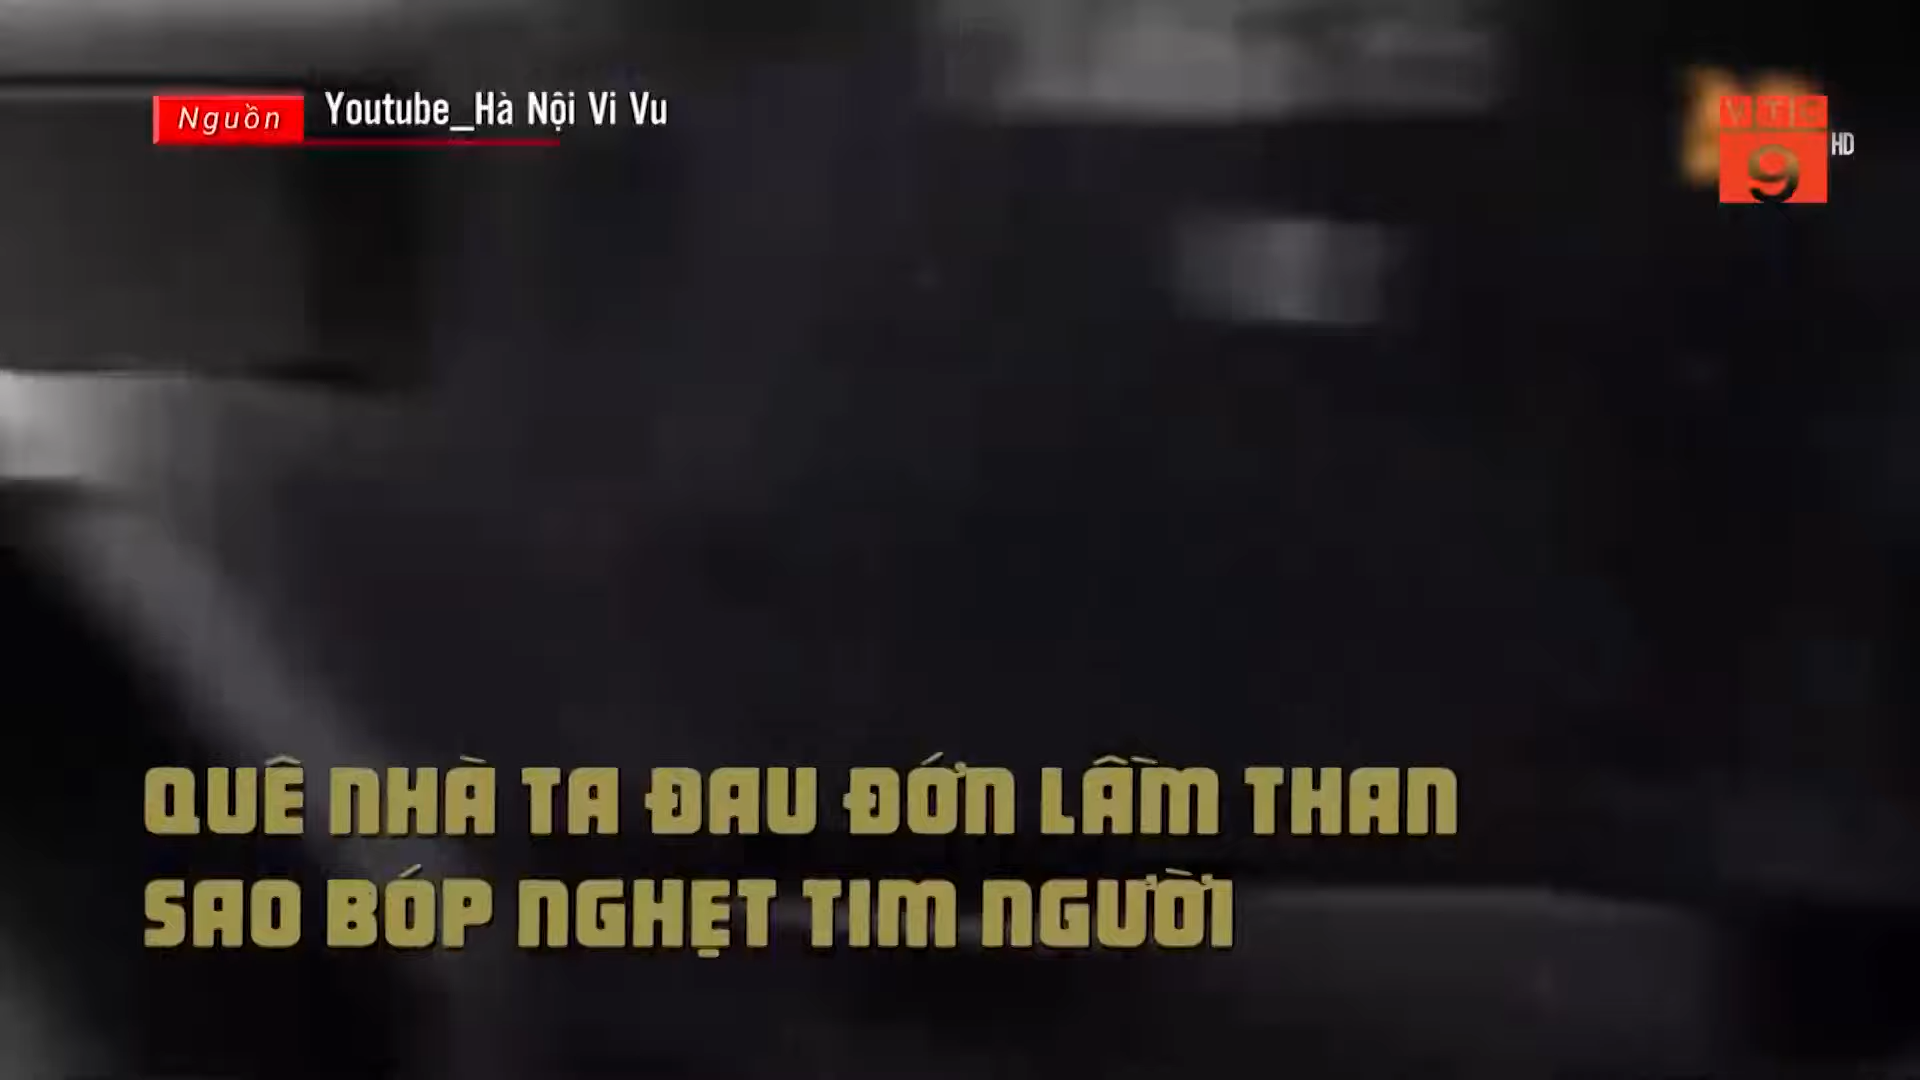 Nguồn Youtube_Hà Nội Vi Vu
VTC
9 HD
QUÊ NHÀ TA ĐAU ĐỚN LẦM THAN
SAO BÓP NGHẸT TIM NGƯỜI